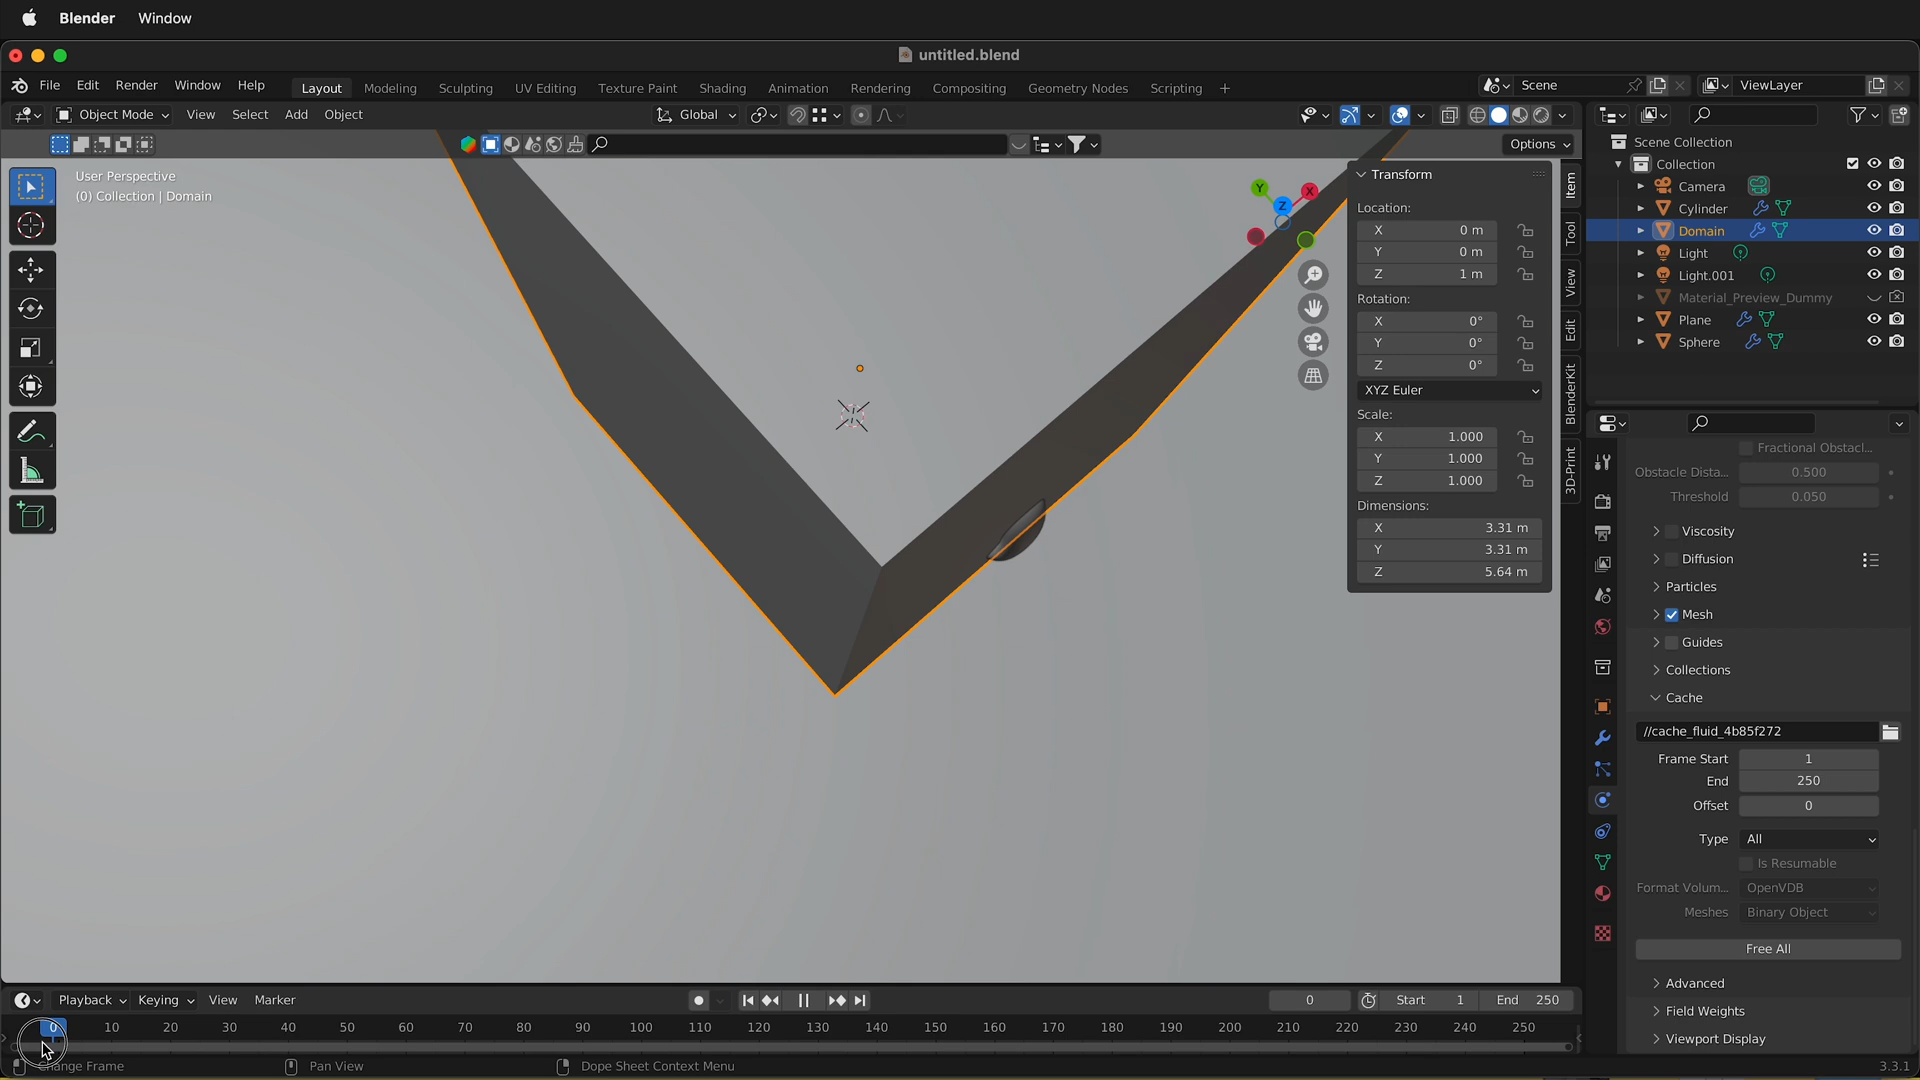 Blender Window
untitled.blend
File Edit Render Window Help Layout Modeling Sculpting UV Editing Texture Paint Shading Animation Rendering Compositing Geometry Nodes Scripting + Scene ViewLayer
Object Mode View Select Add Object Global
Options
User Perspective
(0) Collection | Domain
Y X Z
Transform
Location:
X 0 m
Y 0 m
Z 1 m
Rotation:
X 0°
Y 0°
Z 0°
XYZ Euler
Scale:
X 1.000
Y 1.000
Z 1.000
Dimensions:
X 3.31 m
Y 3.31 m
Z 5.64 m
Item
Tool
View
Edit
BlenderKit
3D-Print
Scene Collection
Collection
Camera
Cylinder
Domain
Light
Light.001
Material_Preview_Dummy
Plane
Sphere
Fractional Obstacl...
Obstacle Dista... 0.500
Threshold 0.050
Viscosity
Diffusion
Particles
Mesh
Guides
Collections
Cache
//cache_fluid_4b85f272
Frame Start 1
End 250
Offset 0
Type All
Is Resumable
Format Volum... OpenVDB
Meshes Binary Object
Free All
Advanced
Field Weights
Viewport Display
Playback Keying View Marker 0 Start 1 End 250
0 10 20 30 40 50 60 70 80 90 100 110 120 130 140 150 160 170 180 190 200 210 220 230 240 250
Change Frame Pan View Dope Sheet Context Menu 3.3.1